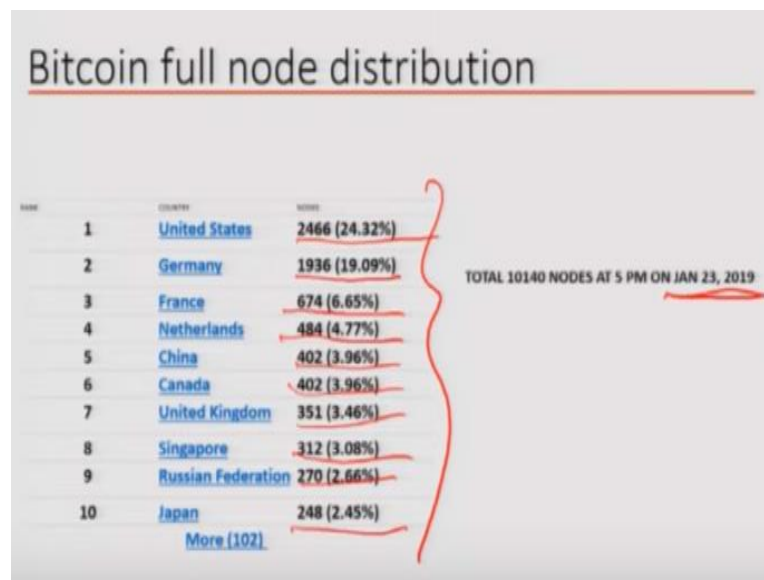 Bitcoin full node distribution
RANK COUNTRY NODES
1 United States 2466 (24.32%)
2 Germany 1936 (19.09%)
TOTAL 10140 NODES AT 5 PM ON JAN 23, 2019
3 France 674 (6.65%)
4 Netherlands 484 (4.77%)
5 China 402 (3.96%)
6 Canada 402 (3.96%)
7 United Kingdom 351 (3.46%)
8 Singapore 312 (3.08%)
9 Russian Federation 270 (2.66%)
10 Japan 248 (2.45%)
More (102)